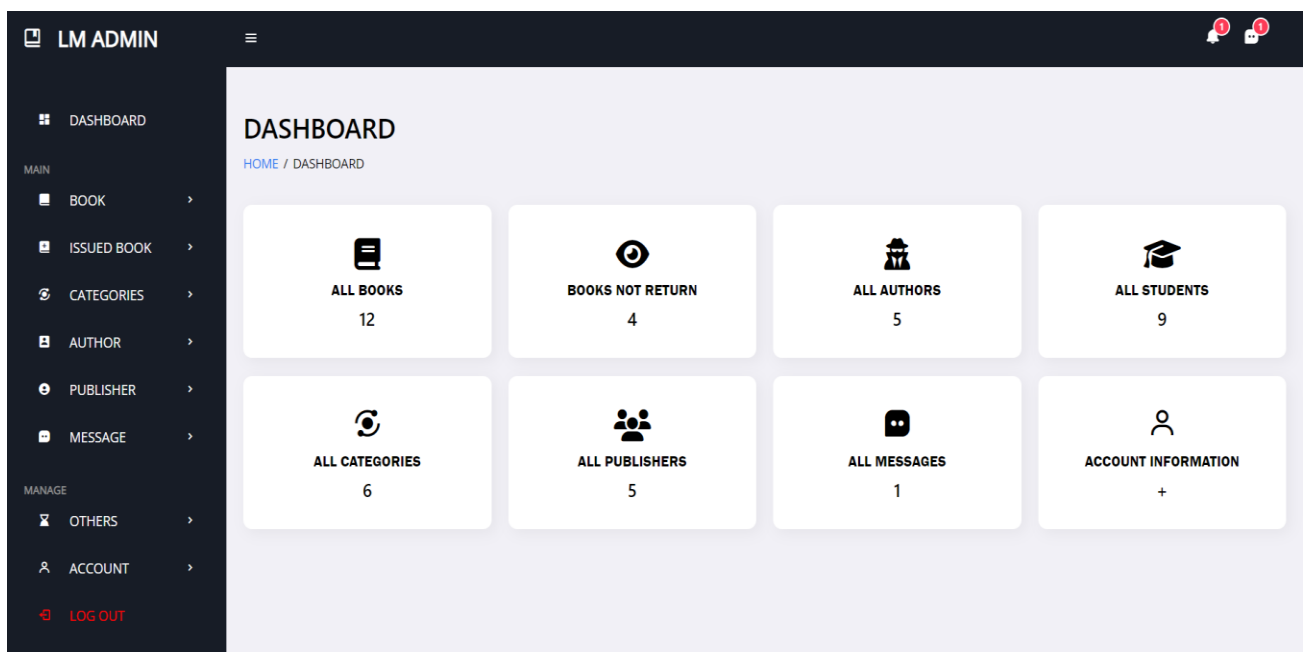 LM ADMIN
1
1
DASHBOARD
MAIN
BOOK
ISSUED BOOK
CATEGORIES
AUTHOR
PUBLISHER
MESSAGE
MANAGE
OTHERS
ACCOUNT
LOG OUT
DASHBOARD
HOME / DASHBOARD
ALL BOOKS
12
BOOKS NOT RETURN
4
ALL AUTHORS
5
ALL STUDENTS
9
ALL CATEGORIES
6
ALL PUBLISHERS
5
ALL MESSAGES
1
ACCOUNT INFORMATION
+